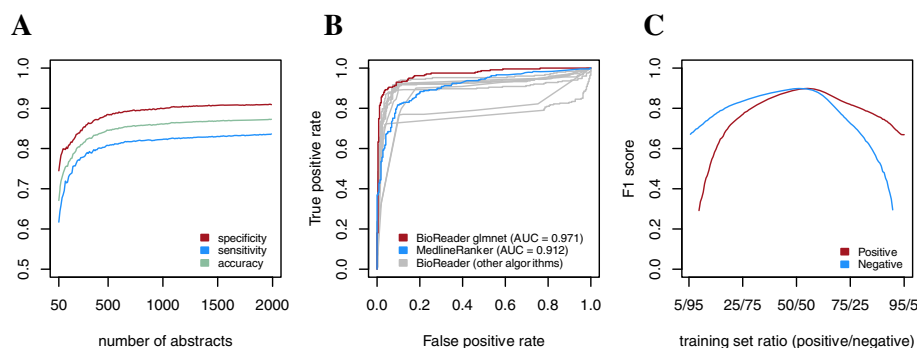 A
B
C
0.5 0.6 0.7 0.8 0.9 1.0
specificity
sensitivity
accuracy
50 500 1000 1500 2000
number of abstracts
True positive rate
0.0 0.2 0.4 0.6 0.8 1.0
BioReader glmnet (AUC = 0.971)
MedlineRanker (AUC = 0.912)
BioReader (other algorithms)
0.0 0.2 0.4 0.6 0.8 1.0
False positive rate
F1 score
0.0 0.2 0.4 0.6 0.8 1.0
Positive
Negative
5/95 25/75 50/50 75/25 95/5
training set ratio (positive/negative)